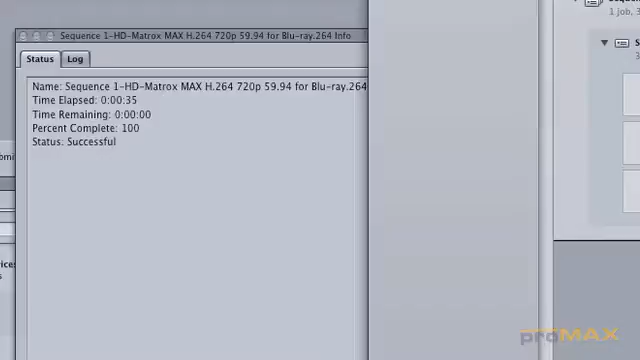 Sequence 1-HD-Matrox MAX H.264 720p 59.94 for Blu-ray.264 Info
Status
Log
Name: Sequence 1-HD-Matrox MAX H.264 720p 59.94 for Blu-ray.264
Time Elapsed: 0:00:35
Time Remaining: 0:00:00
Percent Complete: 100
Status: Successful
1 job, 3
proMAX